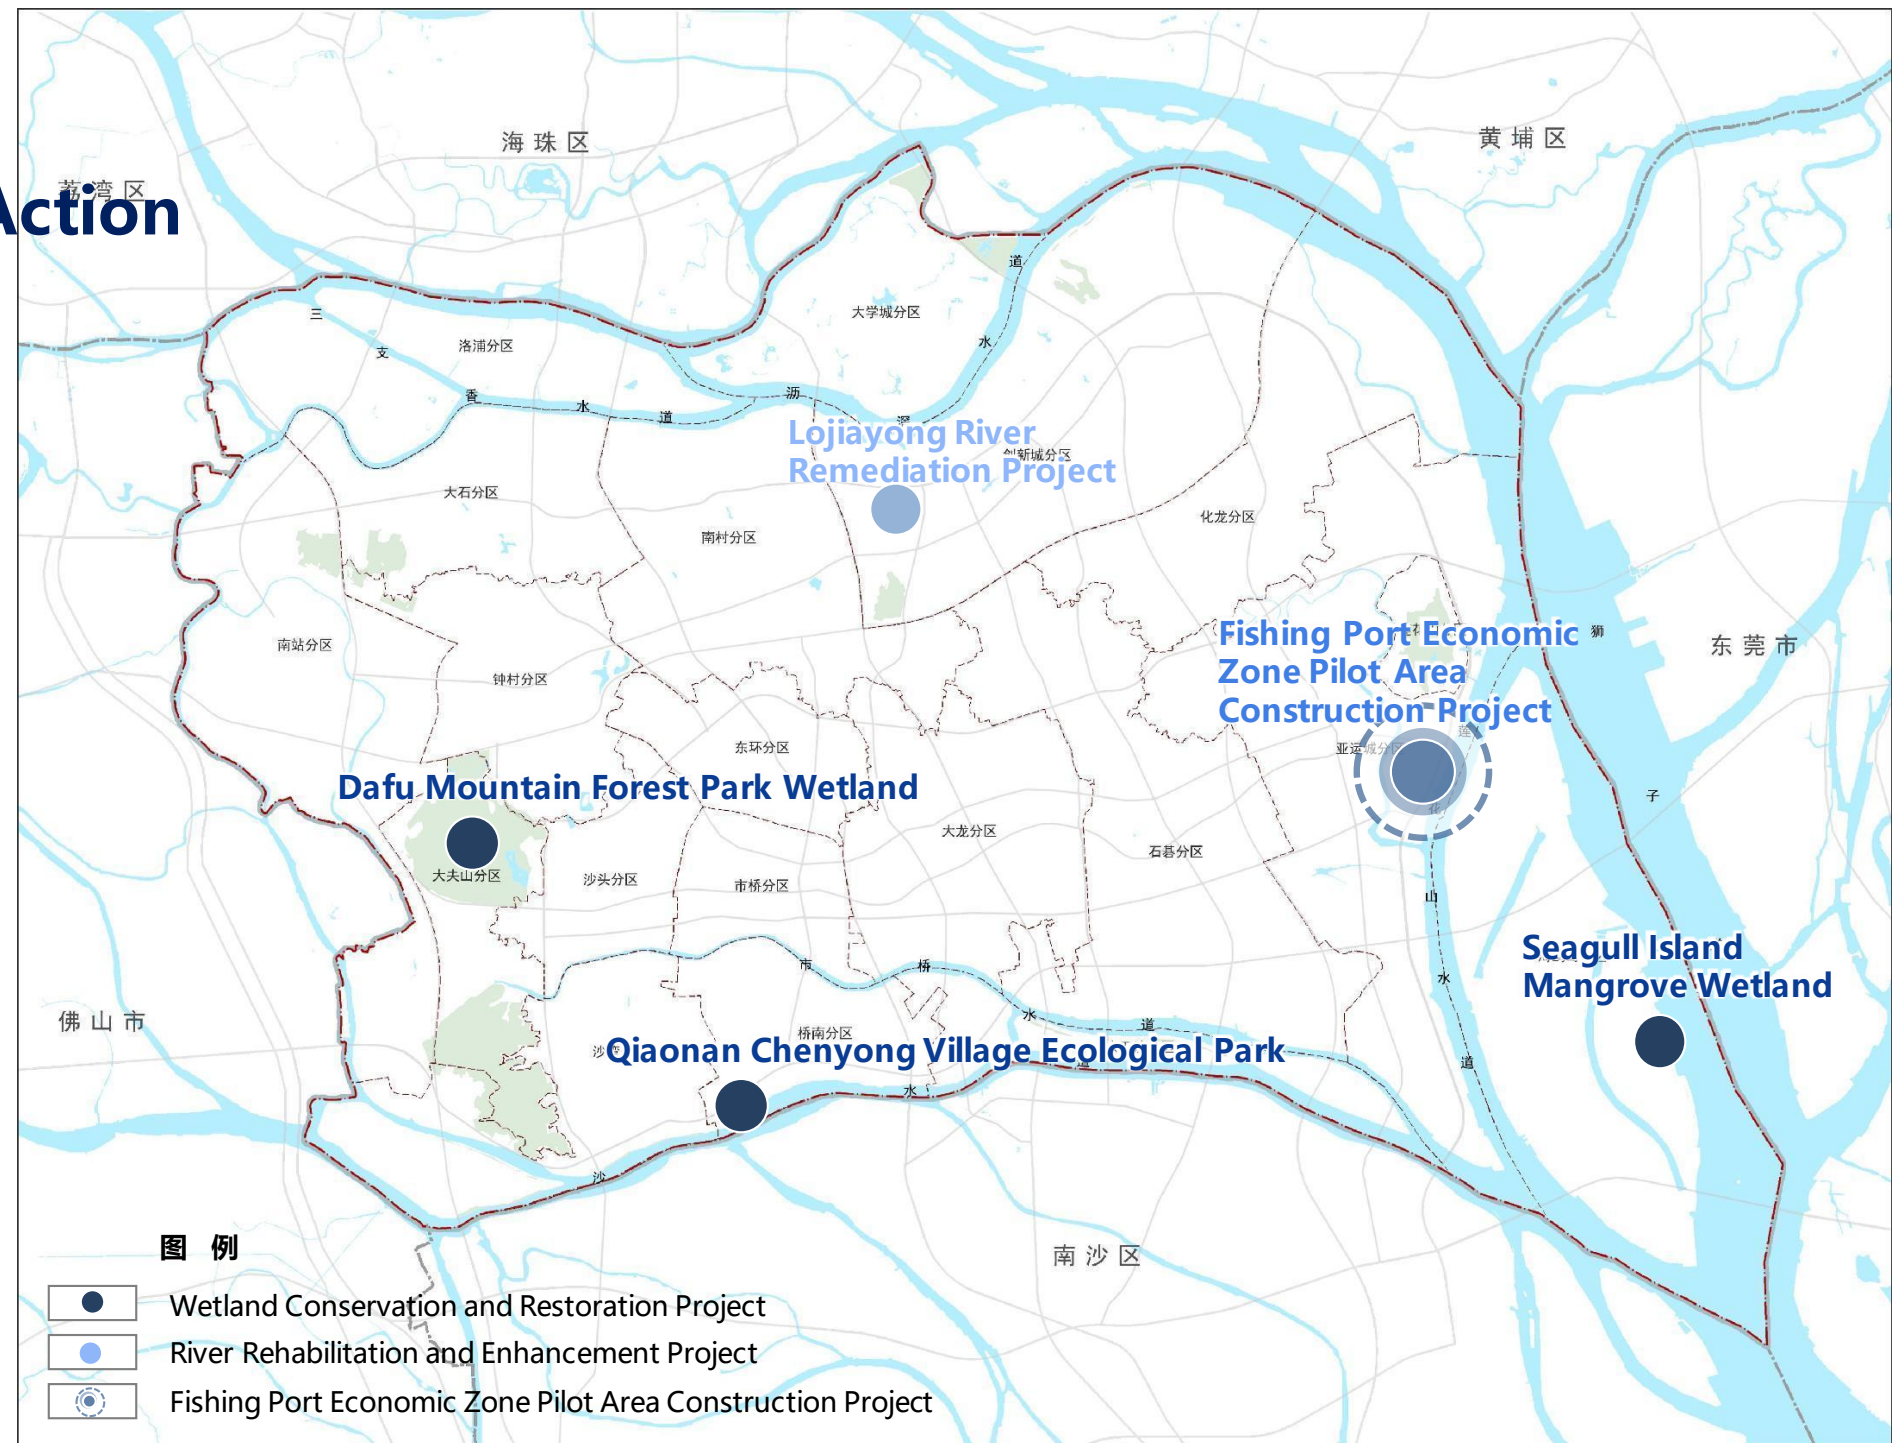 海珠区
黄埔区
荔湾区
Action
道
大学城分区
三
水
支
洛浦分区
沥
香
水
道
深
Lojiayong River
Remediation Project
创新城分区
大石分区
化龙分区
南村分区
Fishing Port Economic
Zone Pilot Area
Construction Project
狮
东莞市
南站分区
钟村分区
莲
东环分区
亚运城分区
Dafu Mountain Forest Park Wetland
子
化
大龙分区
石碁分区
大夫山分区
沙头分区
市桥分区
山
Seagull Island
Mangrove Wetland
市
桥
水
佛山市
水
道
桥南分区
Qiaonan Chenyong Village Ecological Park
沙
道
道
水
沙
南沙区
图 例
Wetland Conservation and Restoration Project
River Rehabilitation and Enhancement Project
Fishing Port Economic Zone Pilot Area Construction Project